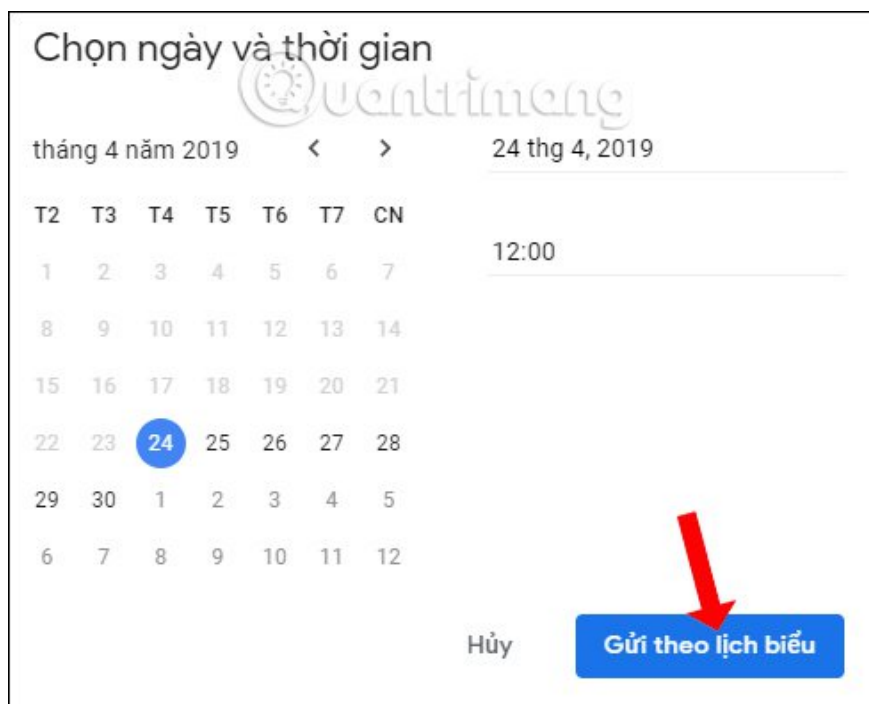 Chọn ngày và thời gian
Quantrimang
tháng 4 năm 2019 < >
T2 T3 T4 T5 T6 T7 CN
1 2 3 4 5 6 7
8 9 10 11 12 13 14
15 16 17 18 19 20 21
22 23 24 25 26 27 28
29 30 1 2 3 4 5
6 7 8 9 10 11 12
24 thg 4, 2019
12:00
Hủy
Gửi theo lịch biểu